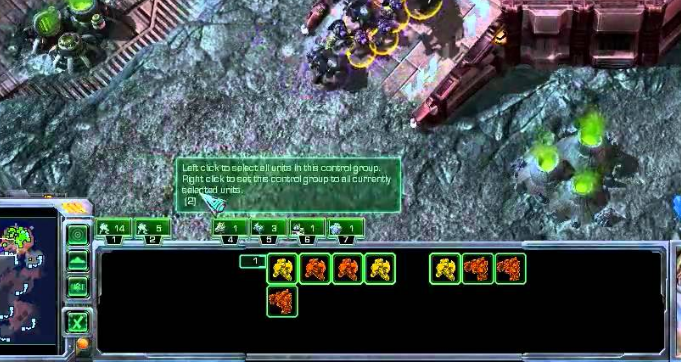 Left click to select all units in this control group.
Right click to set this control group to all currently
selected units.
[2]
14 5 1 3 1 1
1 2 4 5 6 7
1